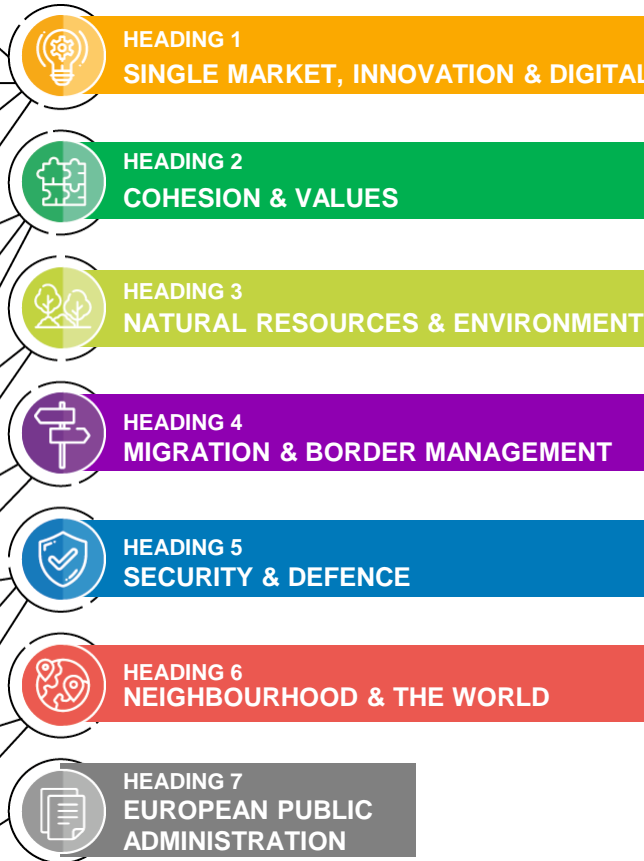 HEADING 1
SINGLE MARKET, INNOVATION & DIGITAL
HEADING 2
COHESION & VALUES
HEADING 3
NATURAL RESOURCES & ENVIRONMENT
HEADING 4
MIGRATION & BORDER MANAGEMENT
HEADING 5
SECURITY & DEFENCE
HEADING 6
NEIGHBOURHOOD & THE WORLD
HEADING 7
EUROPEAN PUBLIC
ADMINISTRATION